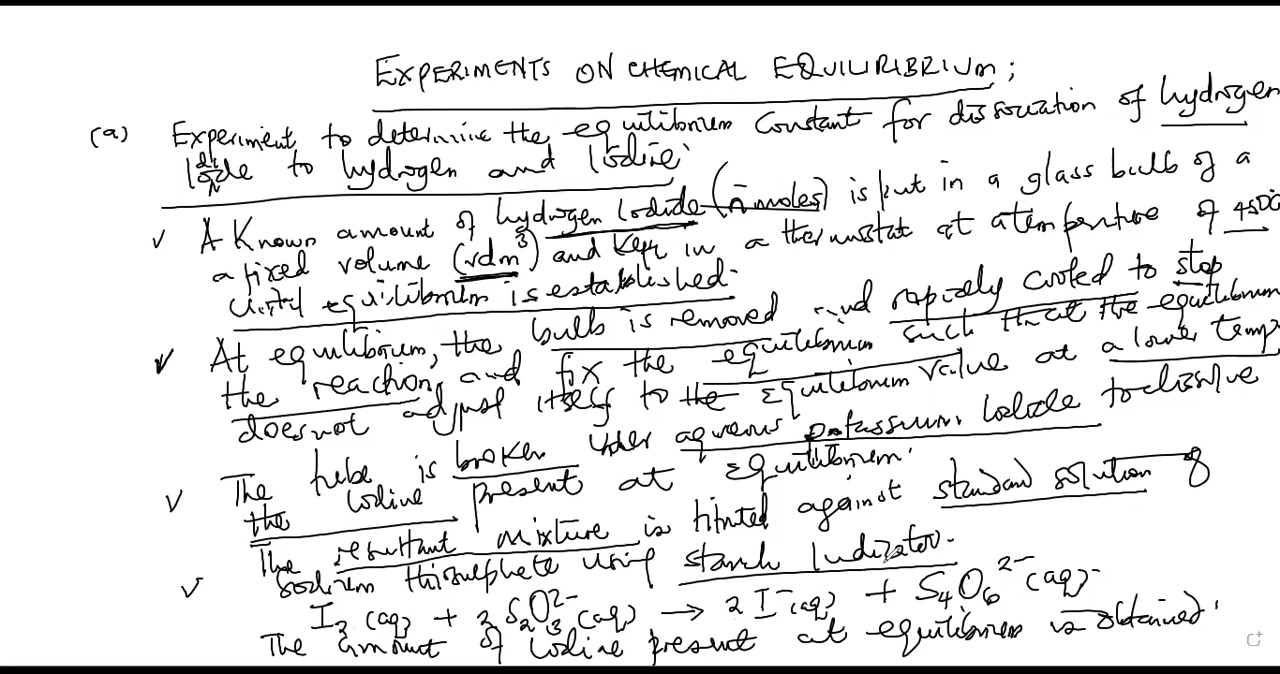 EXPERIMENTS ON CHEMICAL EQUILIRIBRIUM;
(a) Experiment to determine the equilibrium constant for dissociation of hydrogen
Iodide to hydrogen and Iodine.
A Known amount of hydrogen Iodide (n moles) is put in a glass bulb of a
a fixed volume (vdm³) and kept in a thermostat at a temperature of 450°C
until equilibrium is established.
At equilibrium, the bulb is removed and rapidly cooled to stop
the reaction and fix the equilibrium such that the equilibrium
does not adjust itself to the equilibrium value at a lower temp
The tube is broken under aqueous potassium Iodide to dissolve
the Iodine present at equilibrium.
The resultant mixture is titrated against standard solution of
sodium thiosulphate using starch Indicator.
I₂ (aq) + 2S₂O₃²⁻ (aq) → 2I⁻(aq) + S₄O₆²⁻(aq)
The amount of Iodine present at equilibrium is obtained.